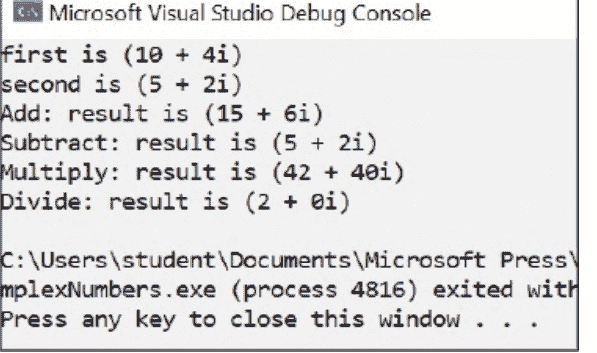 Microsoft Visual Studio Debug Console
first is (10 + 4i)
second is (5 + 2i)
Add: result is (15 + 6i)
Subtract: result is (5 + 2i)
Multiply: result is (42 + 40i)
Divide: result is (2 + 0i)
C:\Users\student\Documents\Microsoft Press\
mplexNumbers.exe (process 4816) exited with
Press any key to close this window . . .